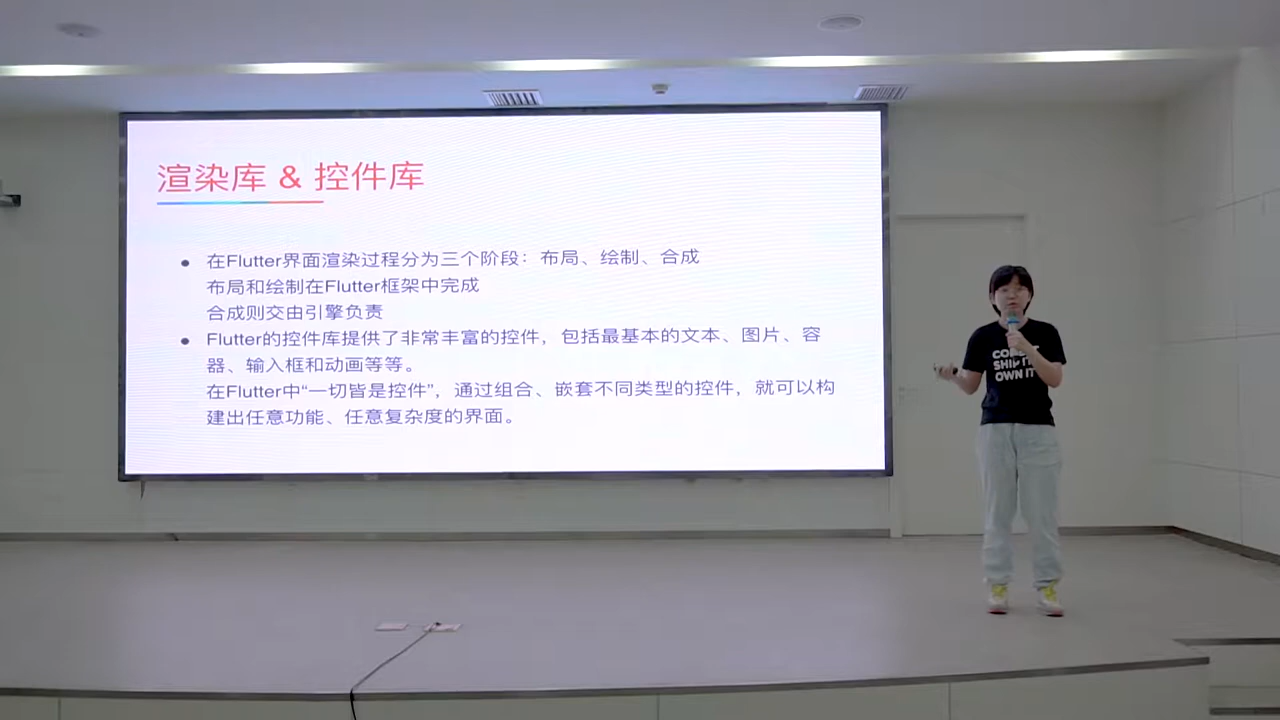 渲染库 & 控件库
在Flutter界面渲染过程分为三个阶段：布局、绘制、合成
布局和绘制在Flutter框架中完成
合成则交由引擎负责
Flutter的控件库提供了非常丰富的控件，包括最基本的文本、图片、容
器、输入框和动画等等。
在Flutter中“一切皆是控件”，通过组合、嵌套不同类型的控件，就可以构
建出任意功能、任意复杂度的界面。
SHIP IT
OWN IT